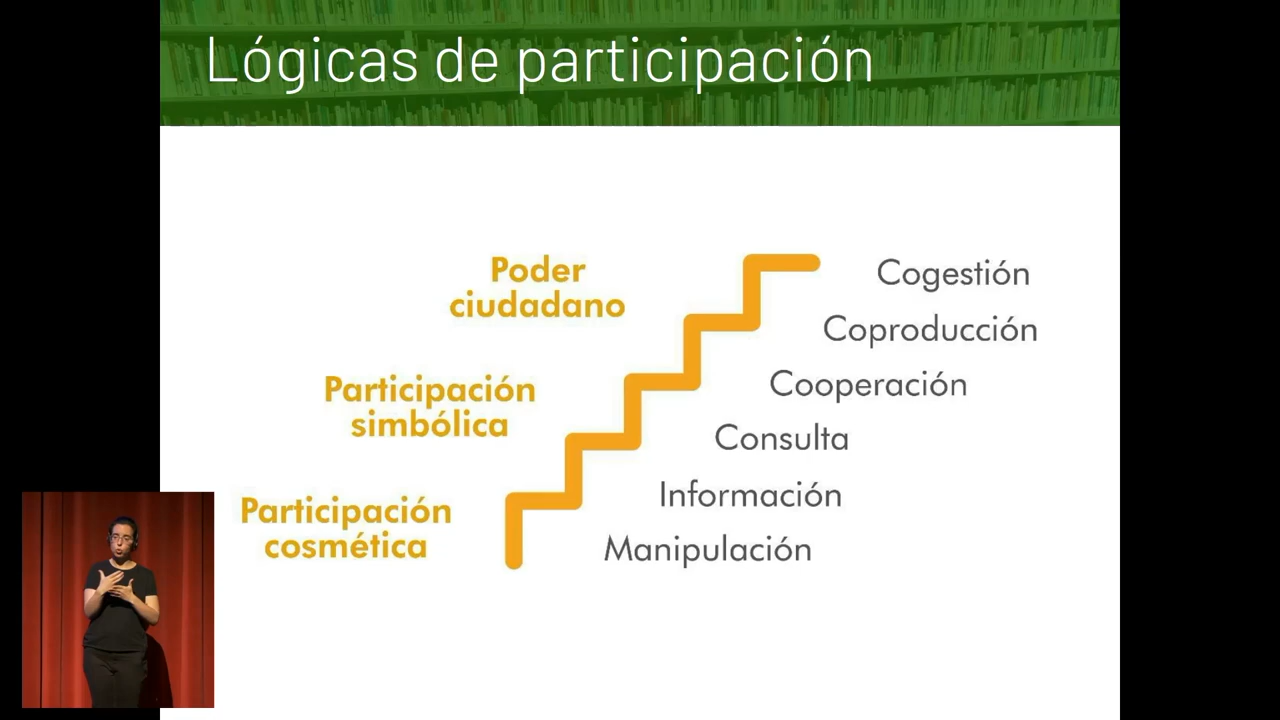 Lógicas de participación
Poder
ciudadano
Participación
simbólica
Participación
cosmética
Cogestión
Coproducción
Cooperación
Consulta
Información
Manipulación